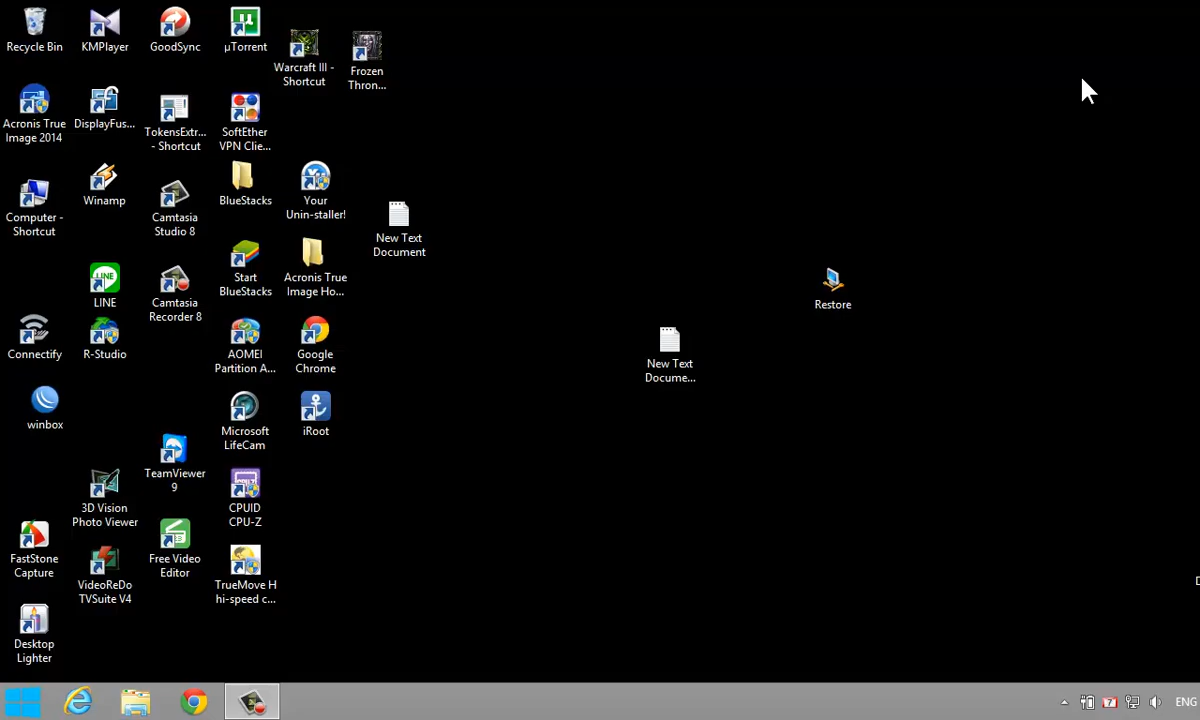 Recycle Bin
KMPlayer
GoodSync
µTorrent
Warcraft III -
Shortcut
Frozen
Thron...
Acronis True
Image 2014
DisplayFus...
TokensExtr...
- Shortcut
SoftEther
VPN Clie...
Computer -
Shortcut
Winamp
Camtasia
Studio 8
BlueStacks
Your
Unin-staller!
New Text
Document
LINE
LINE
Camtasia
Recorder 8
Start
BlueStacks
Acronis True
Image Ho...
Restore
Connectify
R-Studio
AOMEI
Partition A...
Google
Chrome
New Text
Docume...
winbox
Microsoft
LifeCam
iRoot
TeamViewer
9
3D Vision
Photo Viewer
CPUID
CPU-Z
FastStone
Capture
VideoReDo
TVSuite V4
Free Video
Editor
TrueMove H
hi-speed c...
Desktop
Lighter
7
ENG